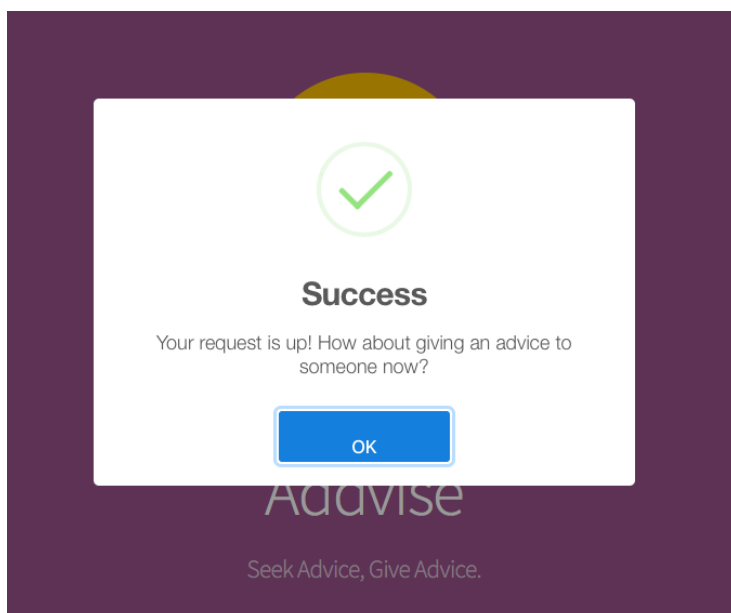 Success
Your request is up! How about giving an advice to
someone now?
OK
Addvise
Seek Advice, Give Advice.